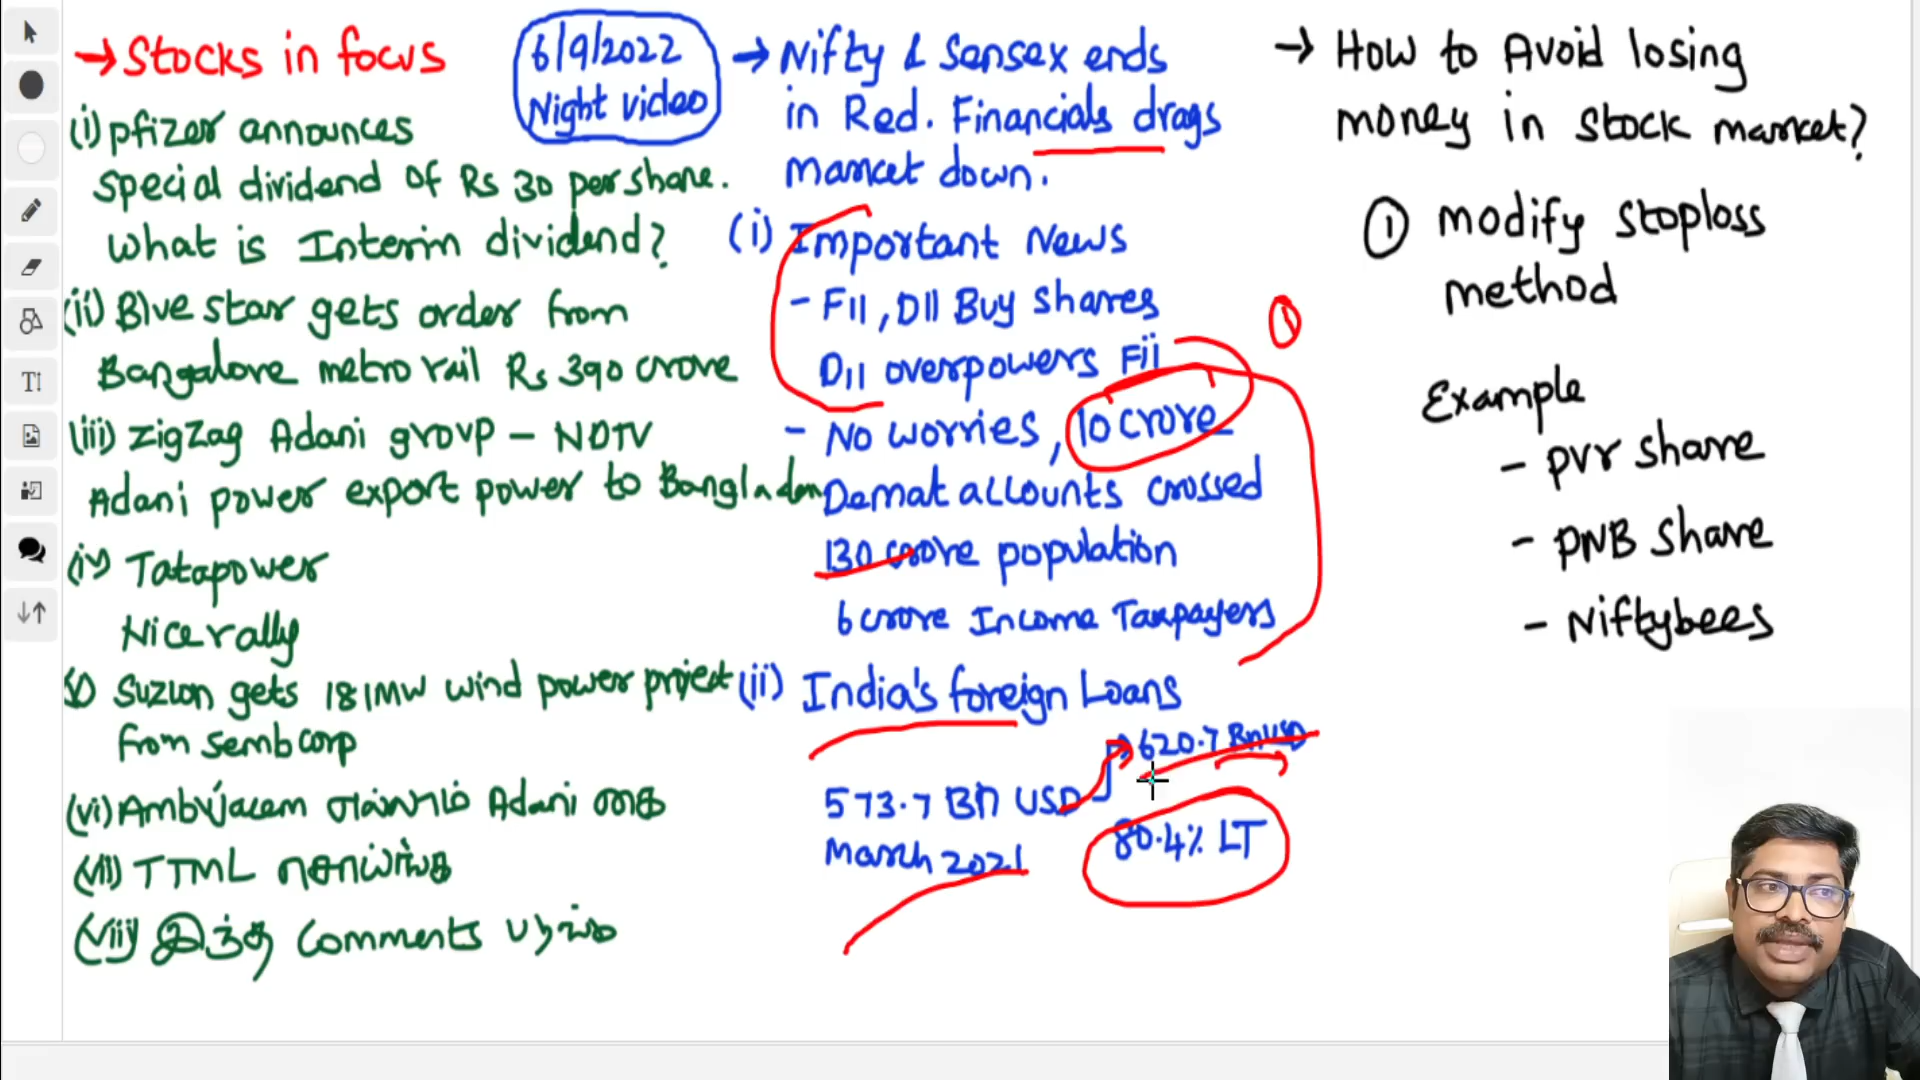 → Stocks in focus
(i) pfizer announces
special dividend of Rs 30 per share.
What is Interim dividend?
(ii) Blue star gets order from
Bangalore metro rail Rs 390 crore
(iii) zigzag Adani group – NDTV
Adani power export power to
(iv) Tatapower
Nice rally
(v) Suzlon gets 181MW wind power project
from sembcorp
(vi) Ambujacem Adani
(vii) TTML
(viii) இந்த comments
6/9/2022
Night video
→ Nifty & Sensex ends
in Red. Financials drags
market down.
(i) Important News
- FII, DII Buy shares
DII overpowers Fii
- No worries, 10 crore
Demat accounts crossed
130 crore population
6 crore Income Taxpayers
(ii) India's foreign Loans
620.7 Bn USD
573.7 Bn USD
March 2021
80.4% LT
①
→ How to Avoid losing
money in stock market?
① modify stoploss
method
Example
- pvr share
- PNB share
- Niftybees